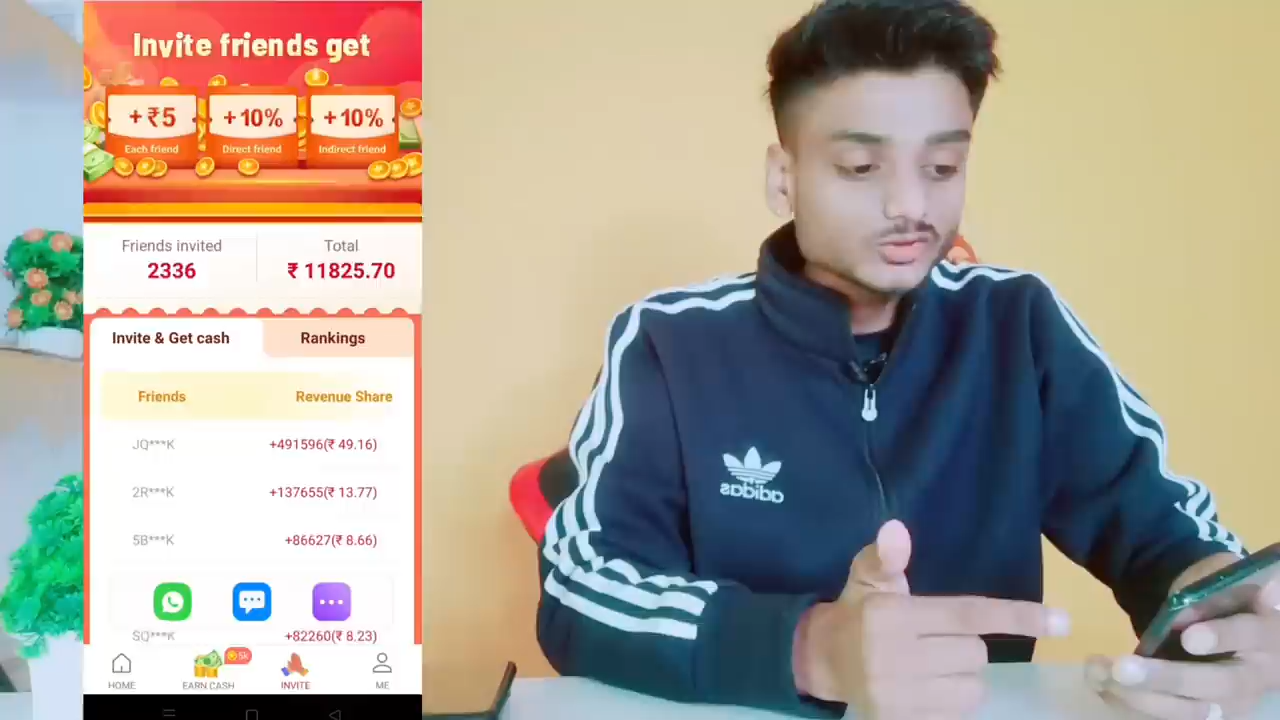 Invite friends get
+₹5 +10% +10%
Each friend Direct friend Indirect friend
Friends invited Total
2336 ₹ 11825.70
Invite & Get cash Rankings
Friends Revenue Share
JQ***K +491596(₹ 49.16)
2R***K +137655(₹ 13.77)
5B***K +86627(₹ 8.66)
SQ***K +82260(₹ 8.23)
5k
HOME EARN CASH INVITE ME
adidas